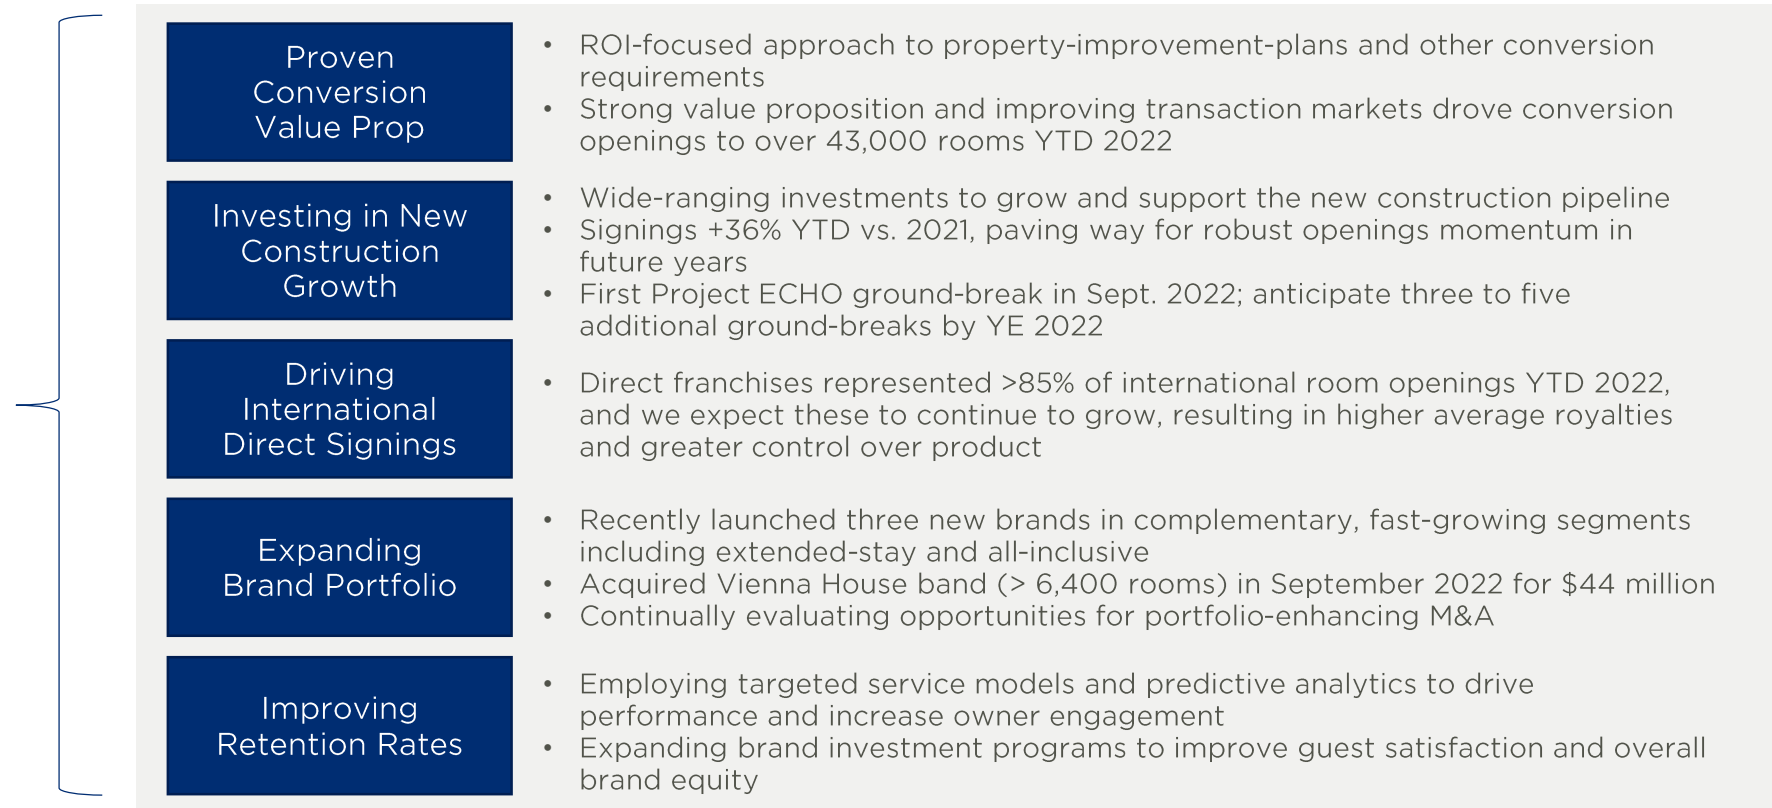 Proven
Conversion
Value Prop
• ROI-focused approach to property-improvement-plans and other conversion
requirements
• Strong value proposition and improving transaction markets drove conversion
openings to over 43,000 rooms YTD 2022
Investing in New
Construction
Growth
• Wide-ranging investments to grow and support the new construction pipeline
• Signings +36% YTD vs. 2021, paving way for robust openings momentum in
future years
• First Project ECHO ground-break in Sept. 2022; anticipate three to five
additional ground-breaks by YE 2022
Driving
International
Direct Signings
• Direct franchises represented >85% of international room openings YTD 2022,
and we expect these to continue to grow, resulting in higher average royalties
and greater control over product
Expanding
Brand Portfolio
• Recently launched three new brands in complementary, fast-growing segments
including extended-stay and all-inclusive
• Acquired Vienna House band (> 6,400 rooms) in September 2022 for $44 million
• Continually evaluating opportunities for portfolio-enhancing M&A
Improving
Retention Rates
• Employing targeted service models and predictive analytics to drive
performance and increase owner engagement
• Expanding brand investment programs to improve guest satisfaction and overall
brand equity